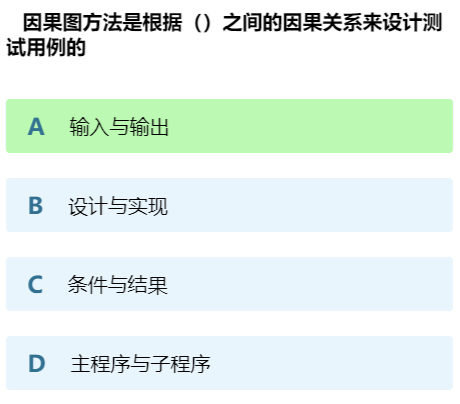 因果图方法是根据（）之间的因果关系来设计测
试用例的
A 输入与输出
B 设计与实现
C 条件与结果
D 主程序与子程序